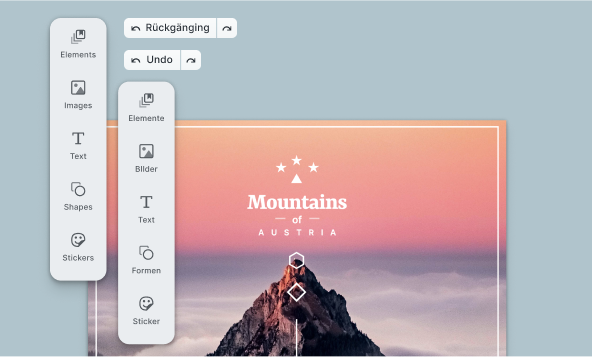 Rückgänging
Undo
Elements
Images
Text
Shapes
Stickers
Elemente
BIlder
Text
Formen
Sticker
Mountains
of
AUSTRIA